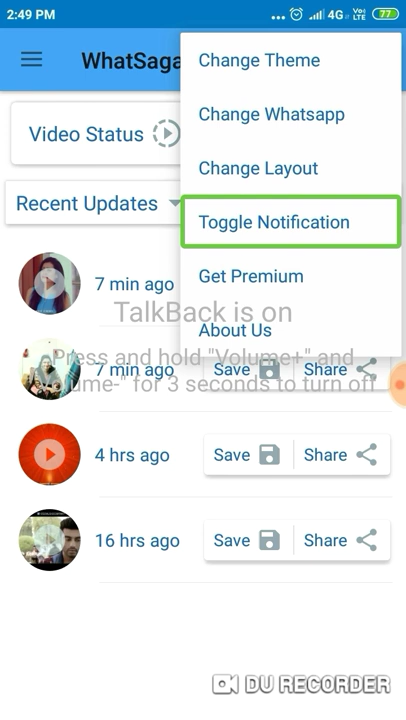 2:49 PM ... 4G Vo) LTE 77
WhatSaga
Change Theme
Change Whatsapp
Video Status
Change Layout
Recent Updates
Toggle Notification
Get Premium
7 min ago
TalkBack is on
About Us
Press and hold "Volume+" and
7 min ago Save Share
"Volume-" for 3 seconds to turn off
4 hrs ago Save Share
16 hrs ago Save Share
DU RECORDER